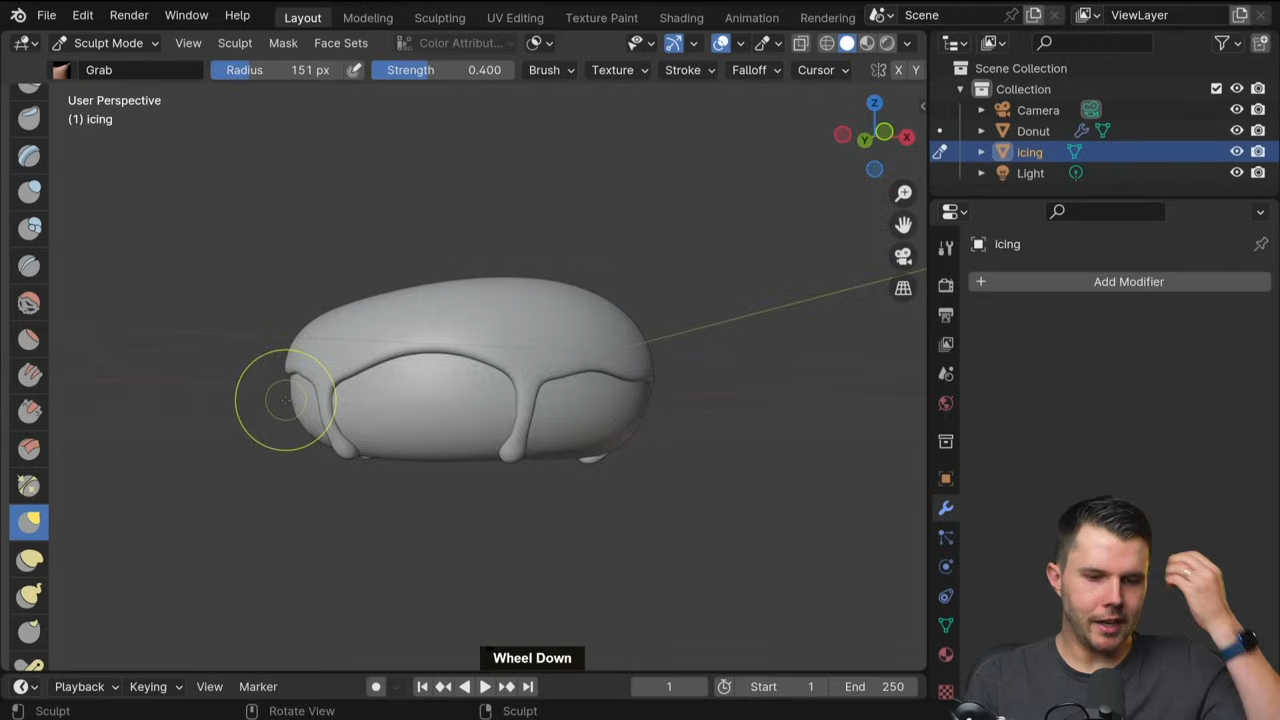 File Edit Render Window Help Layout Modeling Sculpting UV Editing Texture Paint Shading Animation Rendering Scene ViewLayer
Sculpt Mode View Sculpt Mask Face Sets Color Attribut...
Grab Radius 151 px Strength 0.400 Brush Texture Stroke Falloff Cursor X Y
User Perspective
(1) icing
Z
X
Y
Scene Collection
Collection
Camera
Donut
icing
Light
icing
Add Modifier
Wheel Down
Playback Keying View Marker 1 Start 1 End 250
Sculpt Rotate View Sculpt